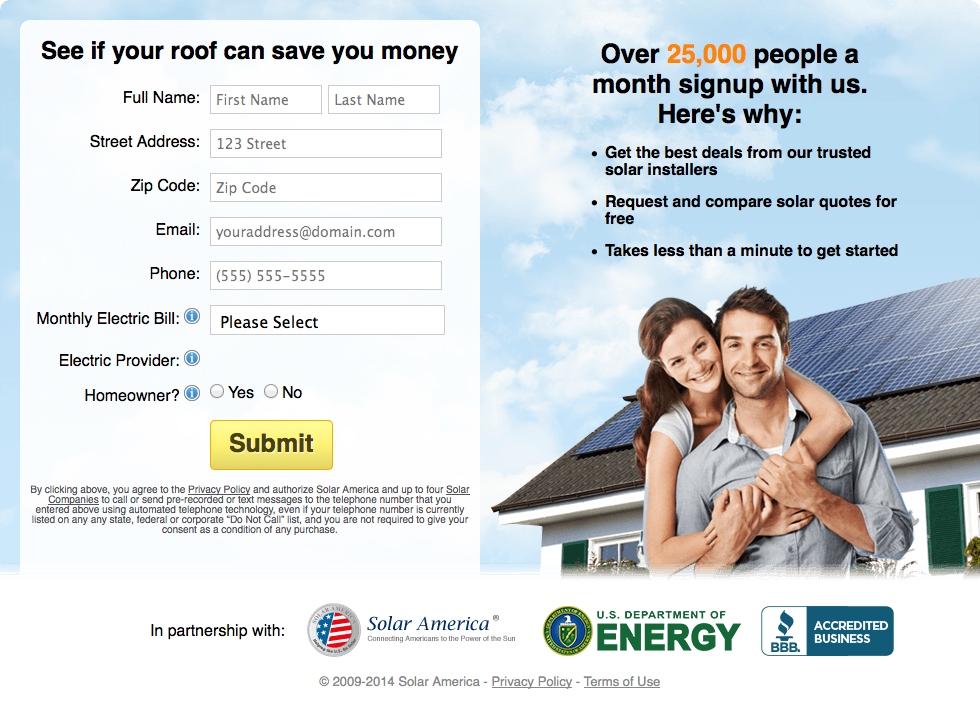 See if your roof can save you money
Full Name: First Name Last Name
Street Address: 123 Street
Zip Code: Zip Code
Email: youraddress@domain.com
Phone: (555) 555-5555
Monthly Electric Bill: Please Select
Electric Provider:
Homeowner? Yes No
Submit
By clicking above, you agree to the Privacy Policy and authorize Solar America and up to four Solar
Companies to call or send pre-recorded or text messages to the telephone number that you
entered above using automated telephone technology, even if your telephone number is currently
listed on any any state, federal or corporate "Do Not Call" list, and you are not required to give your
consent as a condition of any purchase.
Over 25,000 people a
month signup with us.
Here's why:
• Get the best deals from our trusted
solar installers
• Request and compare solar quotes for
free
• Takes less than a minute to get started
In partnership with:
SOLAR AMERICA
Solar America ®
Connecting Americans to the Power of the Sun
U.S. DEPARTMENT OF
ENERGY
BBB.
ACCREDITED
BUSINESS
© 2009-2014 Solar America - Privacy Policy - Terms of Use